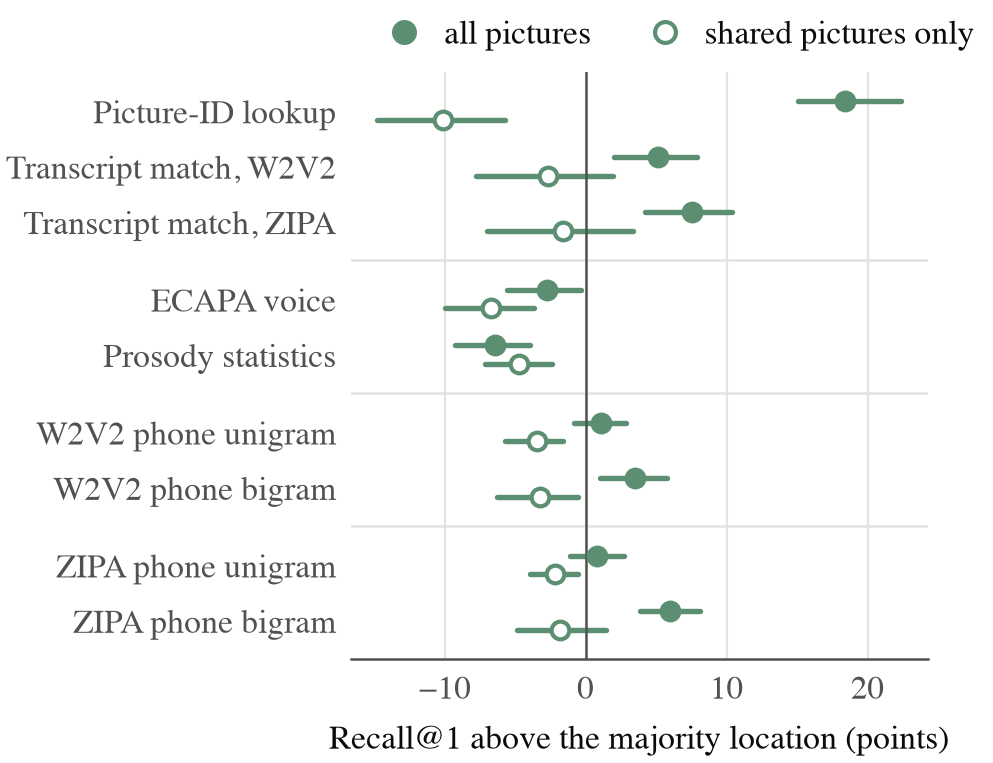 all pictures
shared pictures only
Picture-ID lookup
Transcript match, W2V2
Transcript match, ZIPA
ECAPA voice
Prosody statistics
W2V2 phone unigram
W2V2 phone bigram
ZIPA phone unigram
ZIPA phone bigram
−10 0 10 20
Recall@1 above the majority location (points)